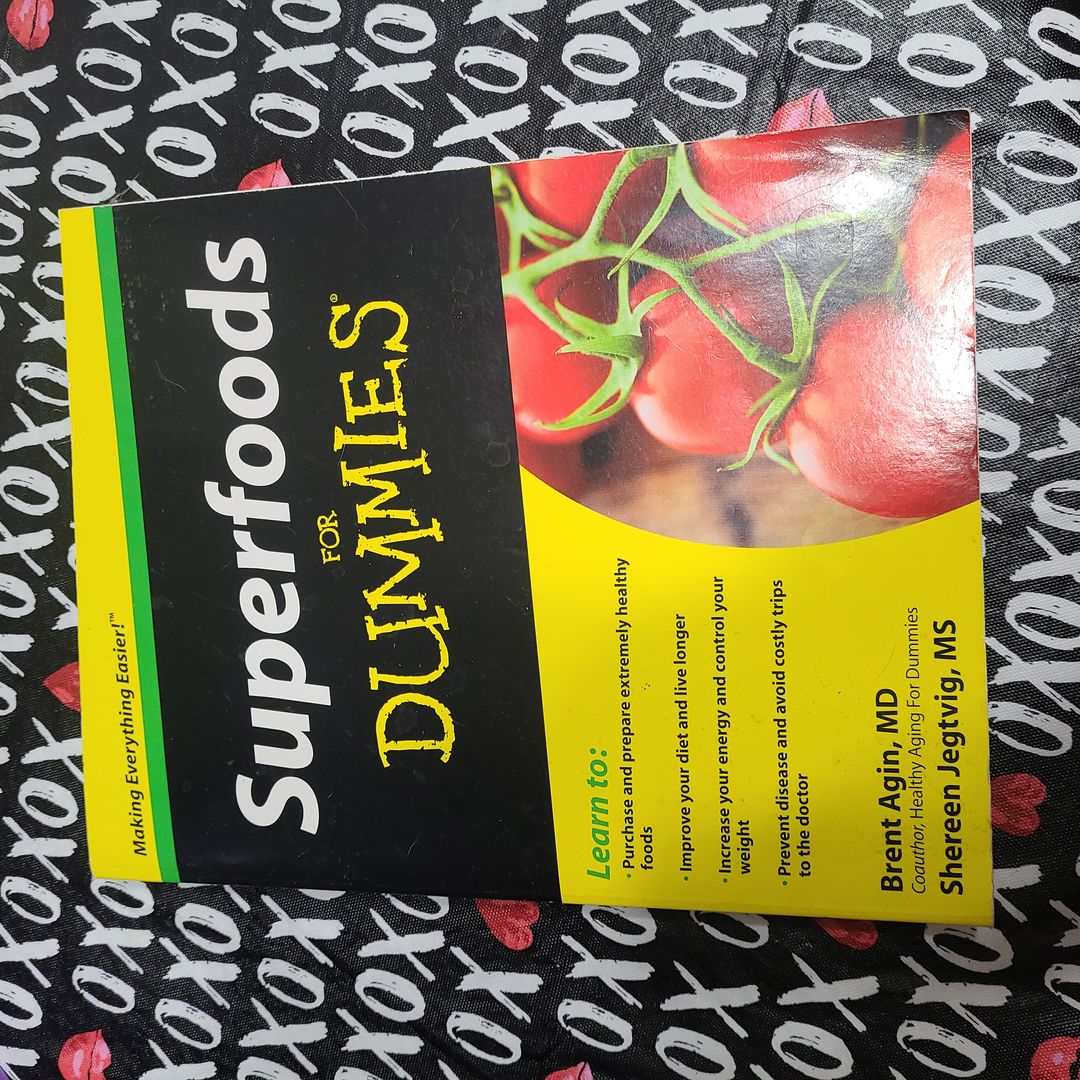 Making Everything Easier!™
Superfoods
FOR
DUMMIES®
Learn to:
• Purchase and prepare extremely healthy
foods
• Improve your diet and live longer
• Increase your energy and control your
weight
• Prevent disease and avoid costly trips
to the doctor
Brent Agin, MD
Coauthor, Healthy Aging For Dummies
Shereen Jegtvig, MS